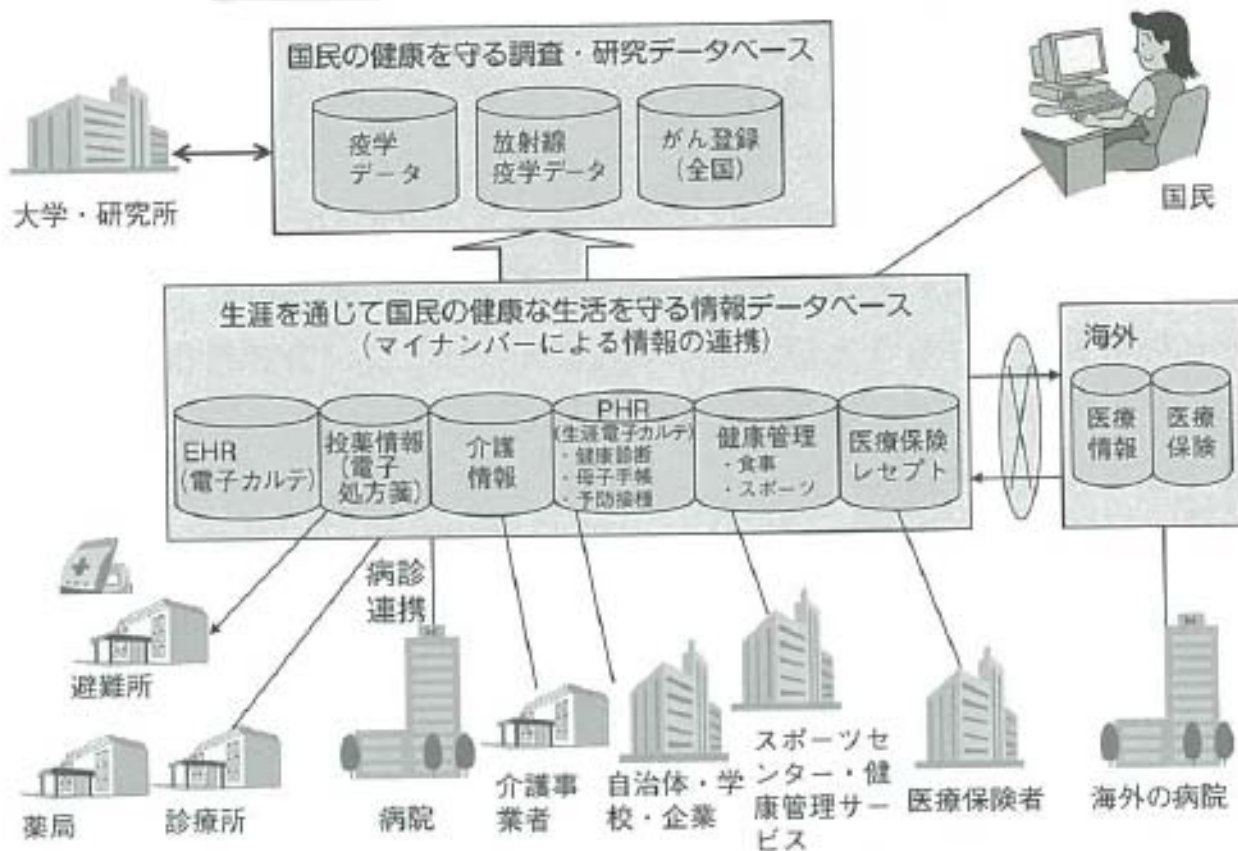 国民の健康を守る調査・研究データベース
疫学
データ
放射線
疫学データ
がん登録
(全国)
大学・研究所
国民
生涯を通じて国民の健康な生活を守る情報データベース
(マイナンバーによる情報の連携)
EHR
(電子カルテ)
投薬情報
(電子
処方箋)
介護
情報
PHR
(生涯電子カルテ)
・健康診断
・母子手帳
・予防接種
健康管理
・食事
・スポーツ
医療保険
レセプト
海外
医療
情報
医療
保険
病診
連携
避難所
薬局
診療所
病院
介護事
業者
自治体・学
校・企業
スポーツセ
ンター・健
康管理サー
ビス
医療保険者
海外の病院